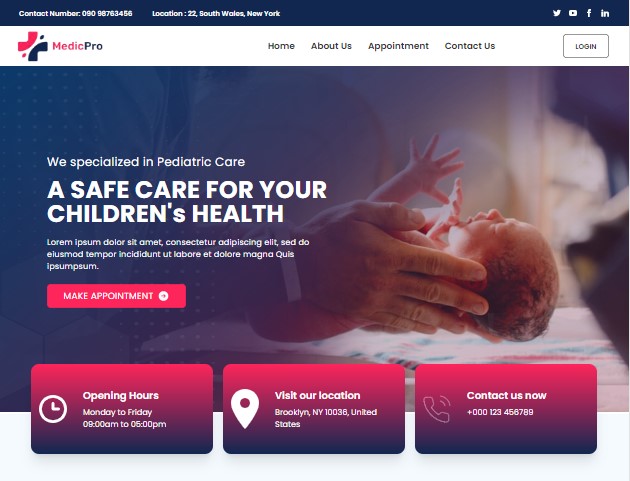 Contact Number: 090 98763456
Location : 22, South Wales, New York
MedicPro
Home
About Us
Appointment
Contact Us
LOGIN
We specialized in Pediatric Care
A SAFE CARE FOR YOUR
CHILDREN's HEALTH
Lorem ipsum dolor sit amet, consectetur adipiscing elit, sed do
eiusmod tempor incididunt ut labore et dolore magna Quis
ipsumpsum.
MAKE APPOINTMENT
Opening Hours
Monday to Friday
09:00am to 05:00pm
Visit our location
Brooklyn, NY 10036, United
States
Contact us now
+000 123 456789